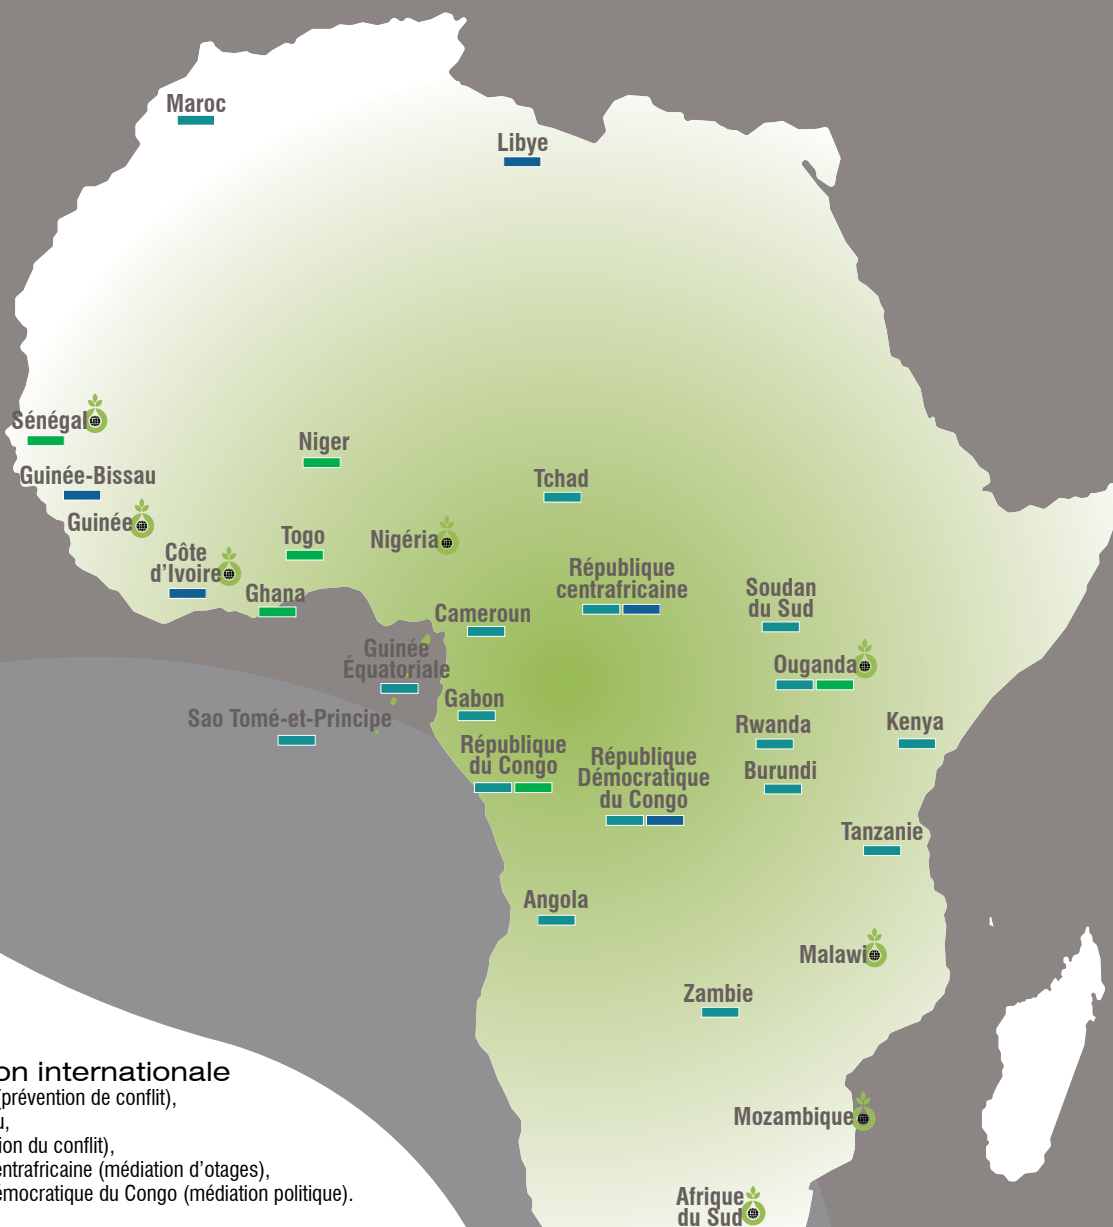 Maroc
Libye
Sénégal
Niger
Guinée-Bissau
Tchad
Guinée
Togo
Nigéria
Côte
d'Ivoire
Ghana
République
centrafricaine
Soudan
du Sud
Cameroun
Guinée
Équatoriale
Ouganda
Gabon
Sao Tomé-et-Principe
Rwanda
Kenya
République
du Congo
République
Démocratique
du Congo
Burundi
Tanzanie
Angola
Malawi
Zambie
on internationale
(prévention de conflit),
u,
ion du conflit),
entrafricaine (médiation d'otages),
émocratique du Congo (médiation politique).
Mozambique
Afrique
du Sud